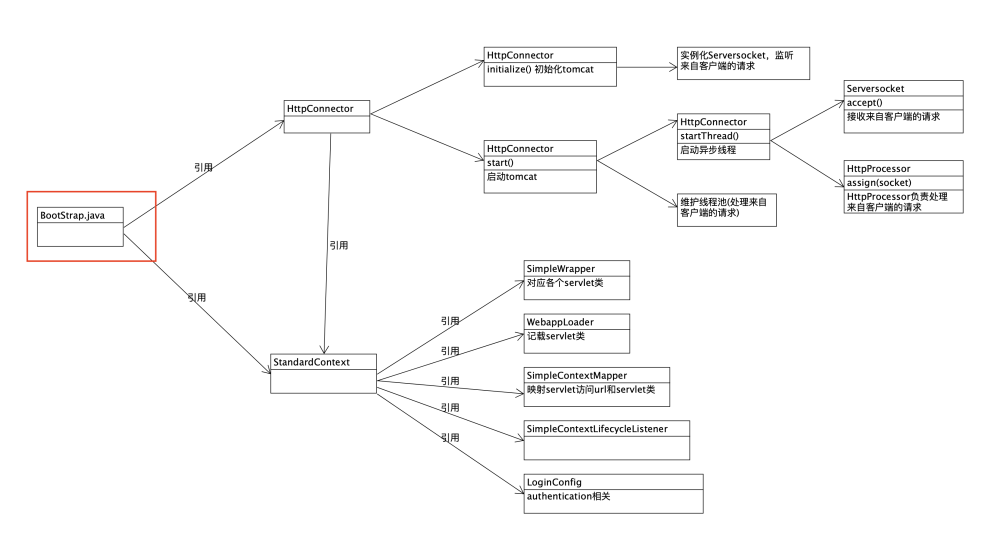 HttpConnector
initialize() 初始化tomcat
实例化Serversocket，监听
来自客户端的请求
Serversocket
accept()
接收来自客户端的请求
HttpConnector
HttpConnector
startThread()
启动异步线程
HttpConnector
start()
启动tomcat
HttpProcessor
assign(socket)
HttpProcessor负责处理
来自客户端的请求
引用
维护线程池(处理来自
客户端的请求)
BootStrap.java
引用
SimpleWrapper
对应各个servlet类
引用
引用
WebappLoader
记载servlet类
引用
StandardContext
SimpleContextMapper
映射servlet访问url和servlet类
引用
引用
SimpleContextLifecycleListener
引用
LoginConfig
authentication相关